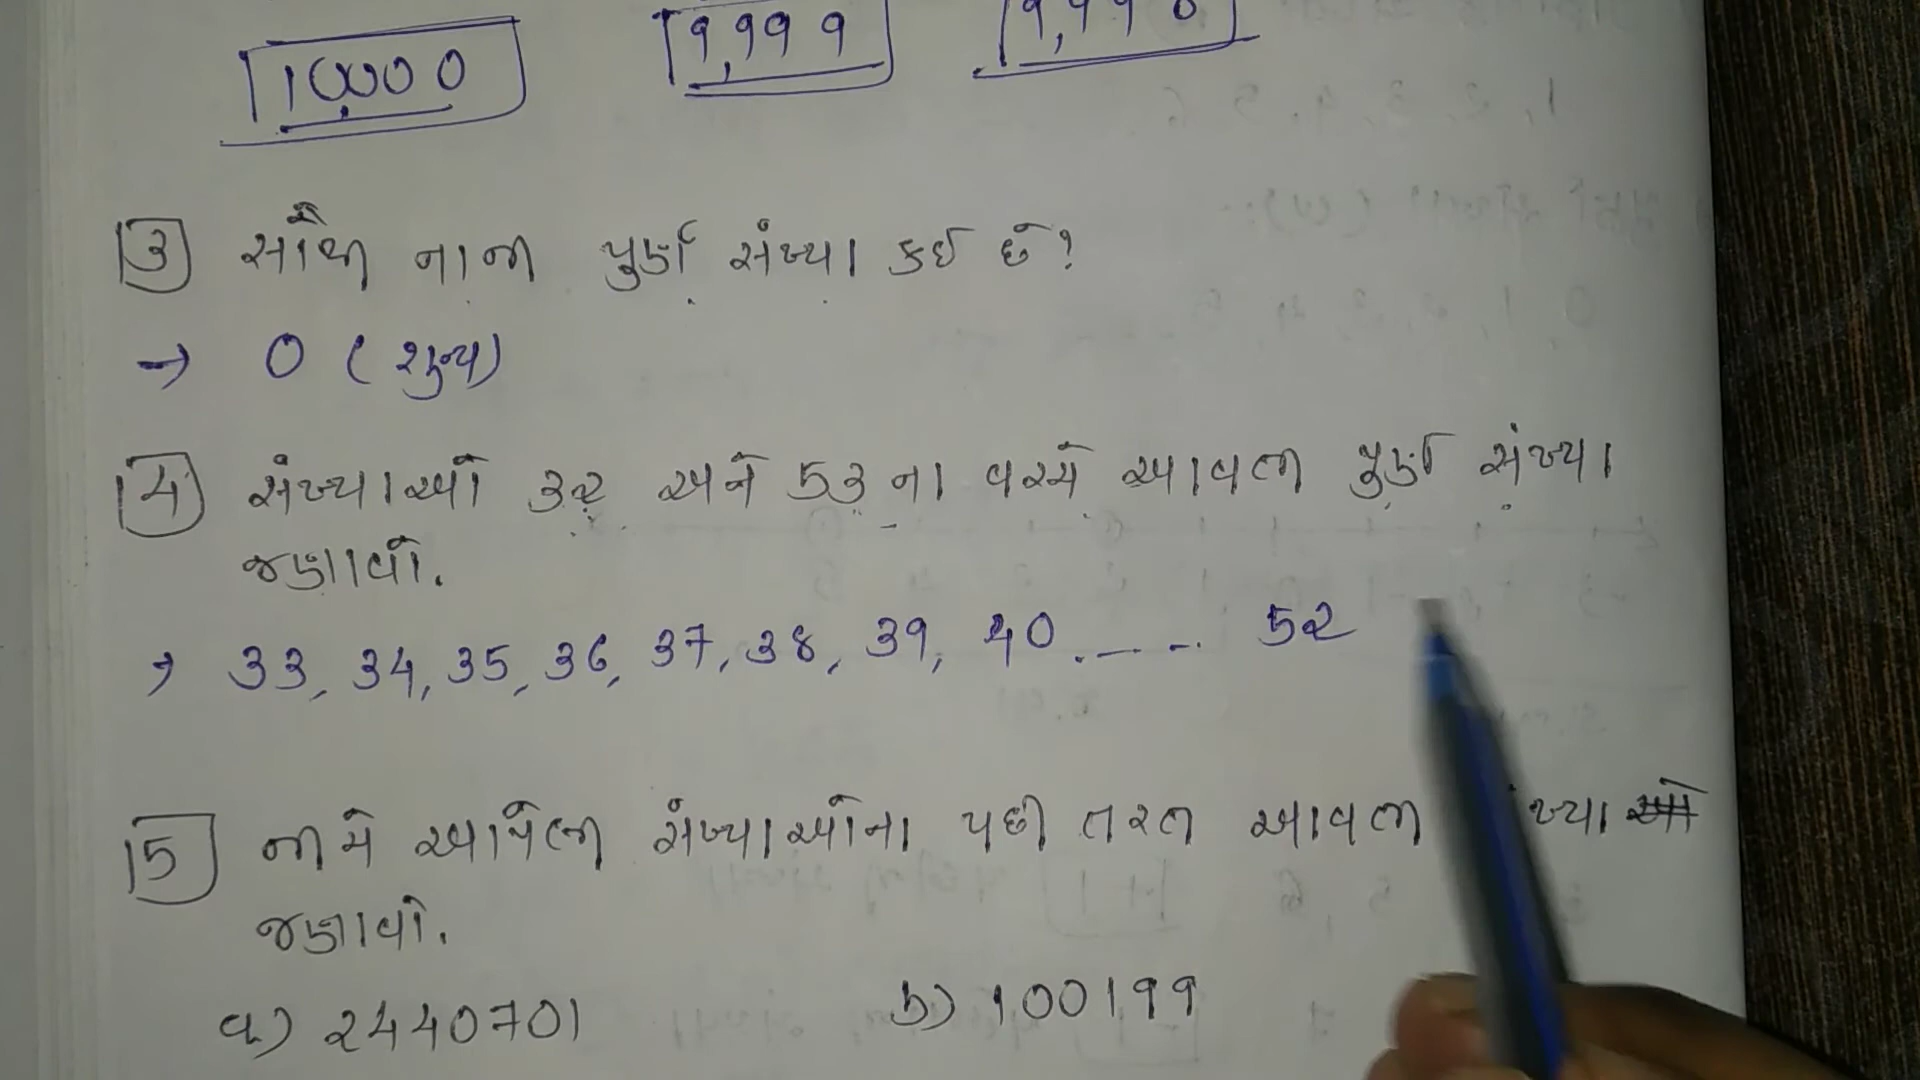 10,000 9,999 9,998
3 સૌથી નાની પુર્ણ સંખ્યા કઈ છે?
→ 0 (શુન્ય)
4 સંખ્યાઓ 32 અને 53 ના વચ્ચે આવતી પુર્ણ સંખ્યા
જણાવો.
→ 33, 34, 35, 36, 37, 38, 39, 40 . - - .. 52
5 નીચે આપેલી સંખ્યાઓના પછી તરત આવતી
જણાવો.
a) 2440701 b) 100199